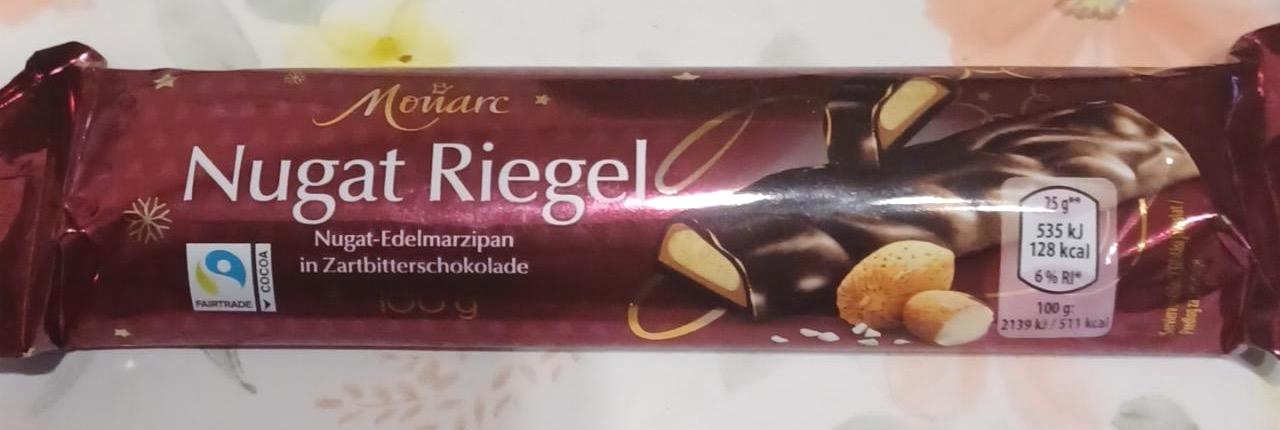 Monarc
Nugat Riegel
Nugat-Edelmarzipan
in Zartbitterschokolade
100 g
FAIRTRADE
COCOA
25 g**
535 kJ
128 kcal
6 % RI*
100 g:
2139 kJ / 511 kcal